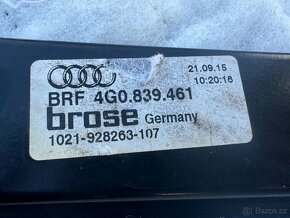 21.09.15
10:20:16
BRF 4G0.839.461
brose Germany
1021-928263-107
bazos.cz